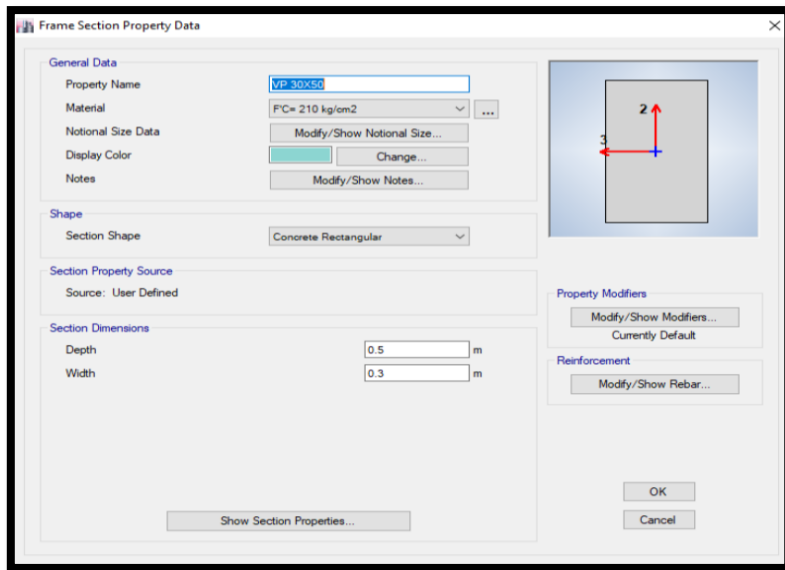 Frame Section Property Data
General Data
Property Name VP 30X50
Material F'C= 210 kg/cm2 ...
Notional Size Data Modify/Show Notional Size...
Display Color Change...
Notes Modify/Show Notes...
2
3
Shape
Section Shape Concrete Rectangular
Section Property Source
Source: User Defined
Section Dimensions
Depth 0.5 m
Width 0.3 m
Show Section Properties...
Property Modifiers
Modify/Show Modifiers...
Currently Default
Reinforcement
Modify/Show Rebar...
OK
Cancel